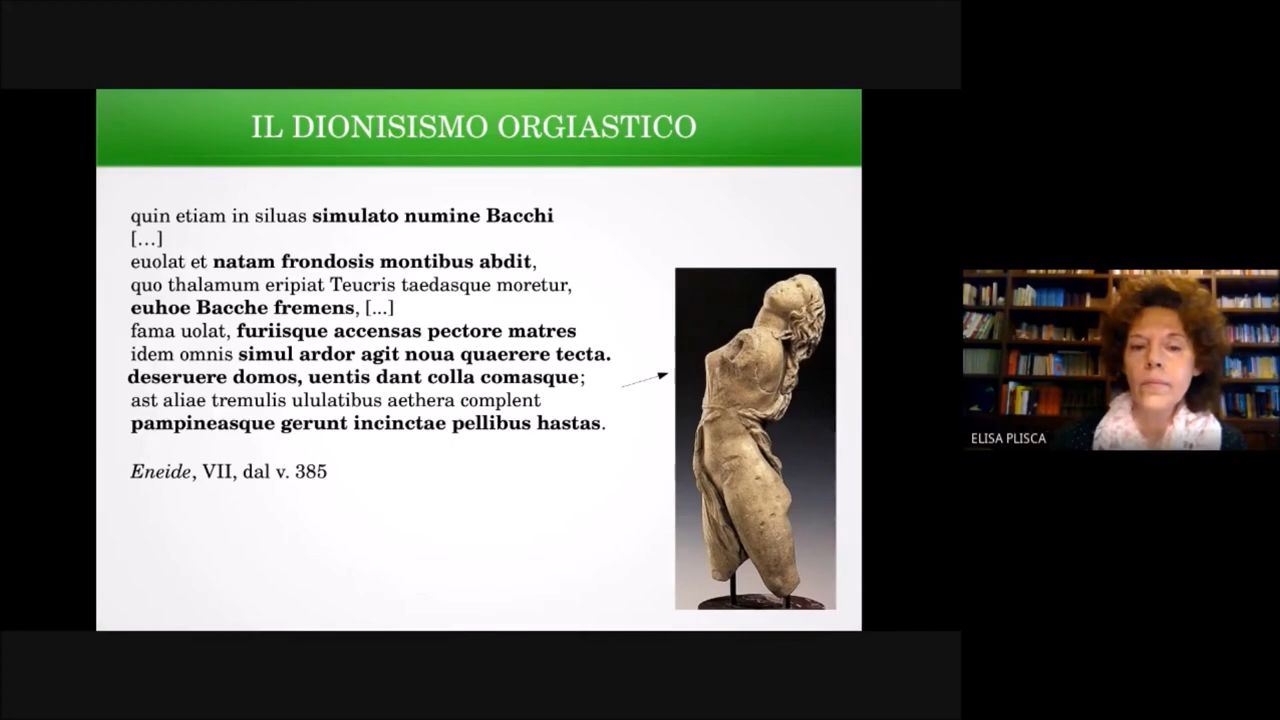 IL DIONISISMO ORGIASTICO
quin etiam in siluas simulato numine Bacchi
[…]
euolat et natam frondosis montibus abdit,
quo thalamum eripiat Teucris taedasque moretur,
euhoe Bacche fremens, [...]
fama uolat, furiisque accensas pectore matres
idem omnis simul ardor agit noua quaerere tecta.
deseruere domos, uentis dant colla comasque;
ast aliae tremulis ululatibus aethera complent
pampineasque gerunt incinctae pellibus hastas.
Eneide, VII, dal v. 385
ELISA PLISCA